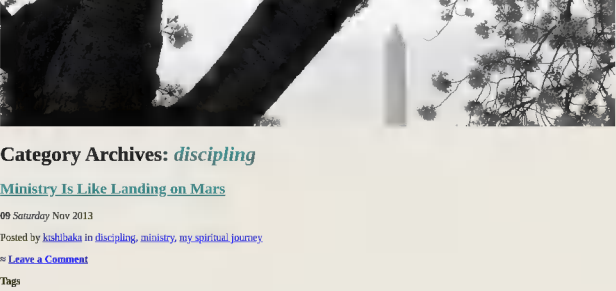 Category Archives: discipling
Ministry Is Like Landing on Mars
09 Saturday Nov 2013
Posted by ktshibaka in discipling, ministry, my spiritual journey
≈ Leave a Comment
Tags